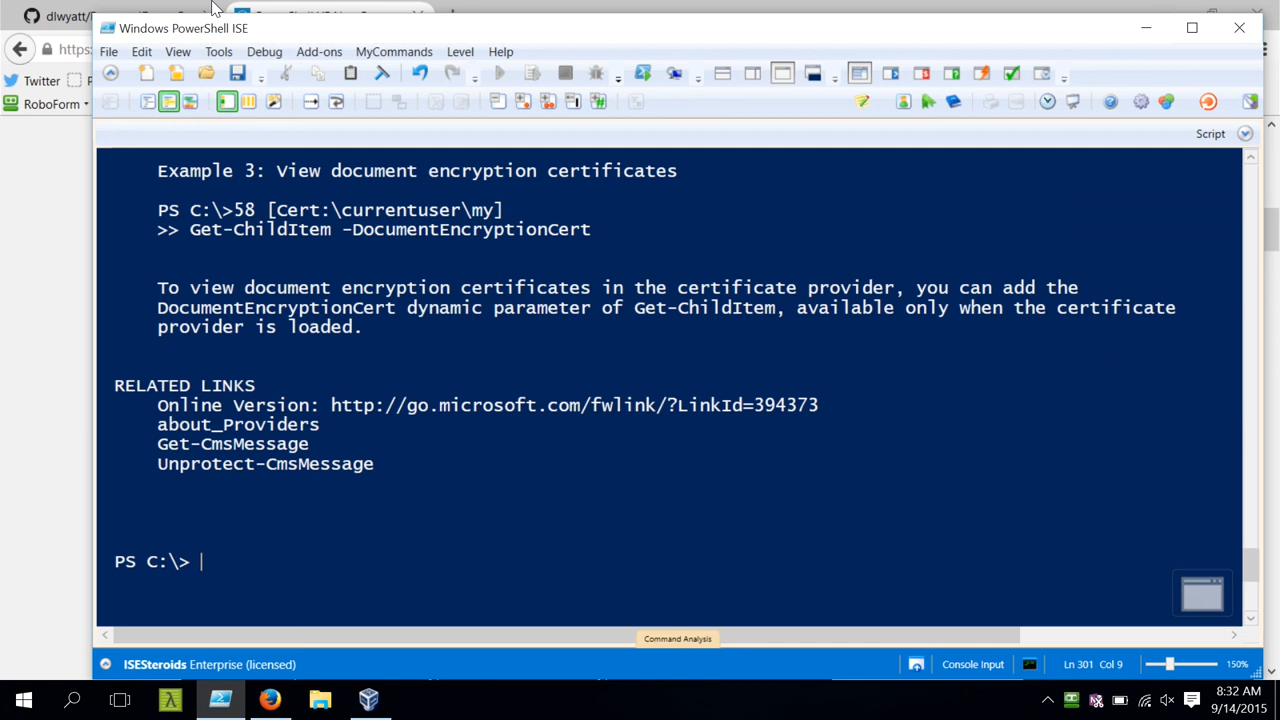 dlwyatt
https:
Twitter
RoboForm
Windows PowerShell ISE
File Edit View Tools Debug Add-ons MyCommands Level Help
Script
Example 3: View document encryption certificates
PS C:\>58 [Cert:\currentuser\my]
>> Get-ChildItem -DocumentEncryptionCert
To view document encryption certificates in the certificate provider, you can add the
DocumentEncryptionCert dynamic parameter of Get-ChildItem, available only when the certificate
provider is loaded.
RELATED LINKS
Online Version: http://go.microsoft.com/fwlink/?LinkId=394373
about_Providers
Get-CmsMessage
Unprotect-CmsMessage
PS C:\>
Command Analysis
ISESteroids Enterprise (licensed) Console Input Ln 301 Col 9 150%
8:32 AM
9/14/2015